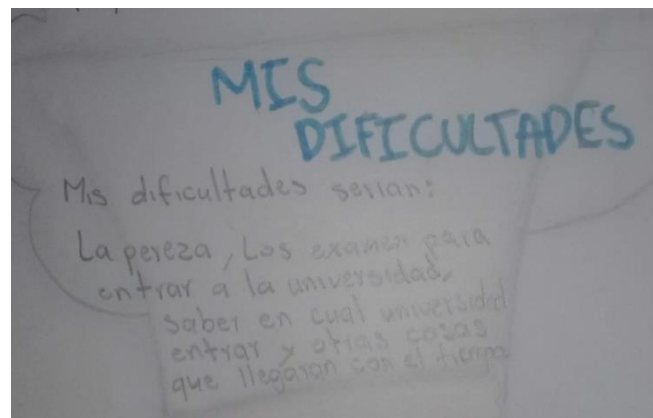 MIS
DIFICULTADES
Mis dificultades serian:
La pereza, Los examen para
entrar a la universidad,
saber en cual universidad
entrar y otras cosas
que llegaron con el tiempo